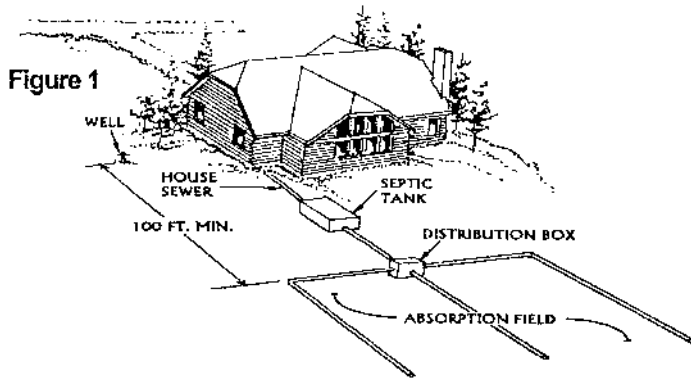 Figure 1
WELL
HOUSE
SEWER
SEPTIC
TANK
100 FT. MIN.
DISTRIBUTION BOX
ABSORPTION FIELD